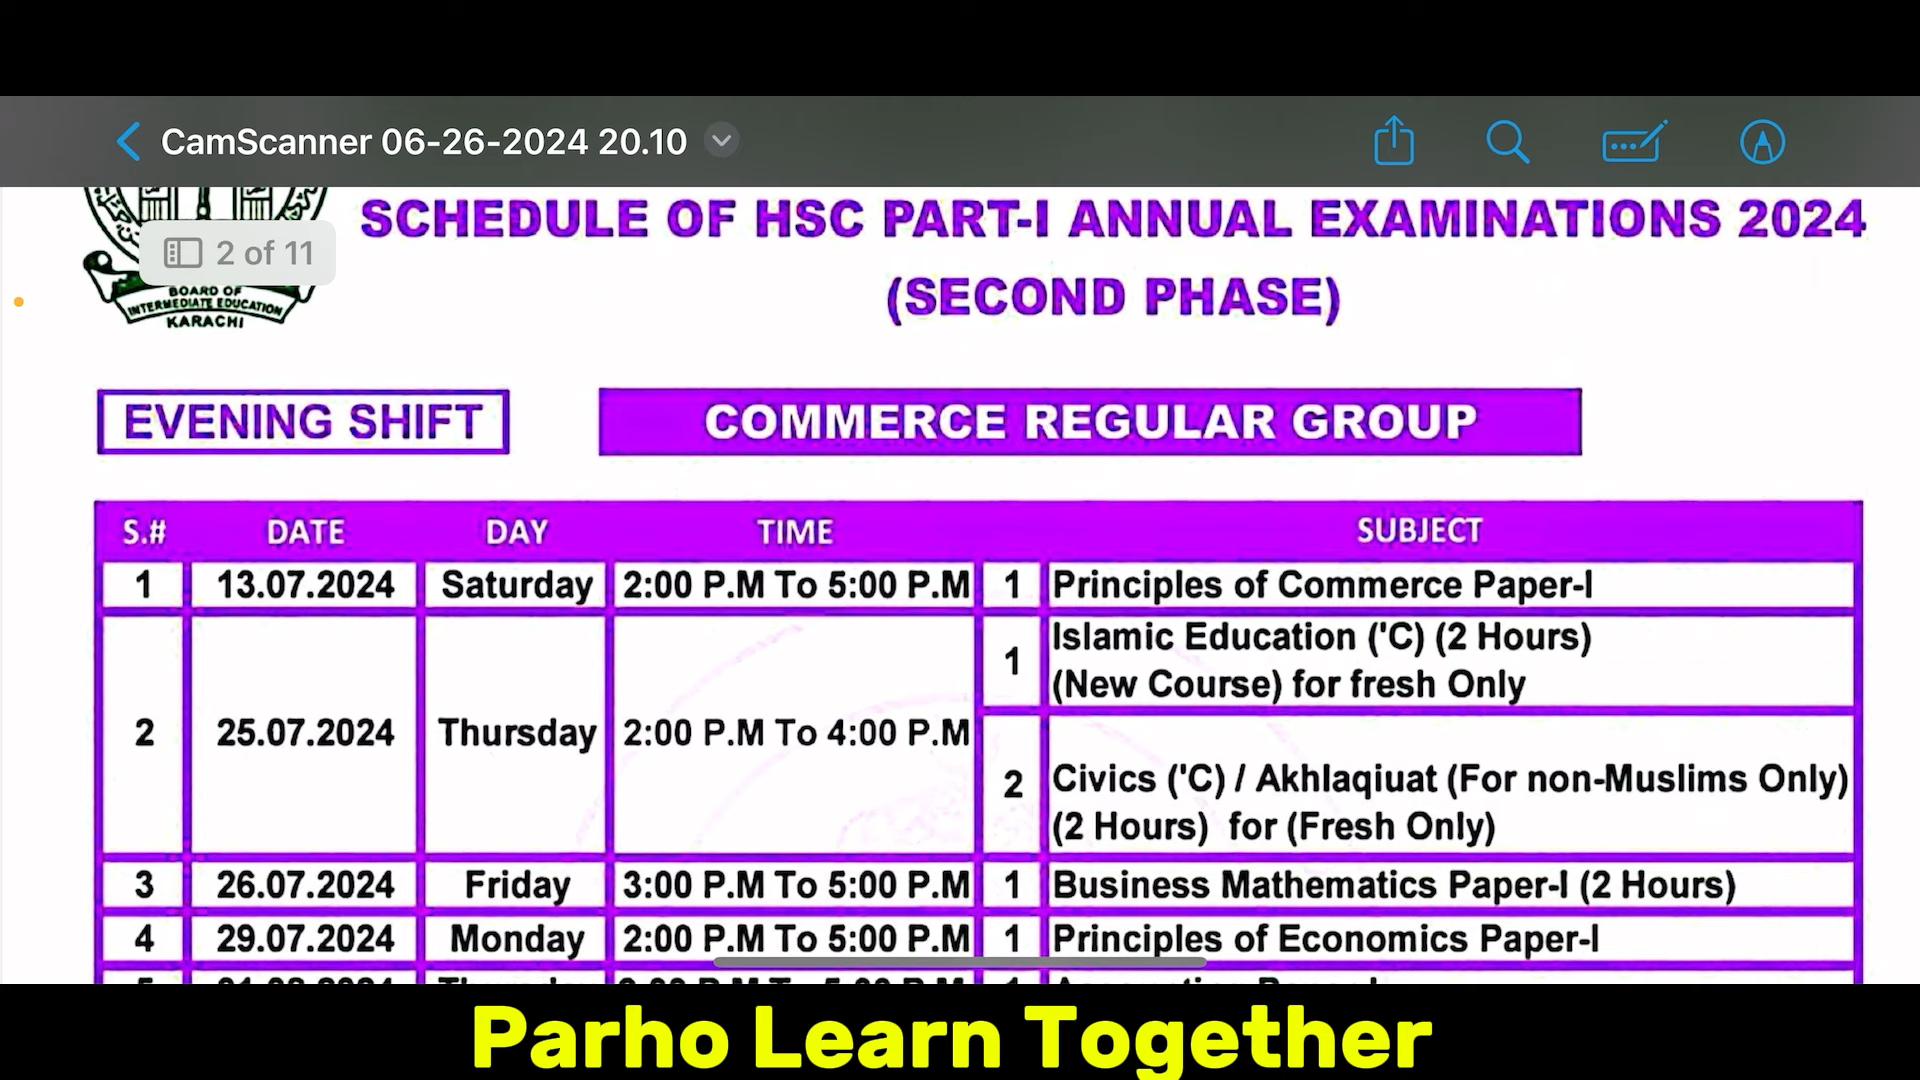 CamScanner 06-26-2024 20.10
SCHEDULE OF HSC PART-I ANNUAL EXAMINATIONS 2024
2 of 11
(SECOND PHASE)
BOARD OF
INTERMEDIATE EDUCATION
KARACHI
EVENING SHIFT
COMMERCE REGULAR GROUP
S.# DATE DAY TIME SUBJECT
1 13.07.2024 Saturday 2:00 P.M To 5:00 P.M 1 Principles of Commerce Paper-I
2 25.07.2024 Thursday 2:00 P.M To 4:00 P.M
1 Islamic Education ('C) (2 Hours)
(New Course) for fresh Only
2 Civics ('C) / Akhlaqiuat (For non-Muslims Only)
(2 Hours) for (Fresh Only)
3 26.07.2024 Friday 3:00 P.M To 5:00 P.M 1 Business Mathematics Paper-I (2 Hours)
4 29.07.2024 Monday 2:00 P.M To 5:00 P.M 1 Principles of Economics Paper-I
Parho Learn Together